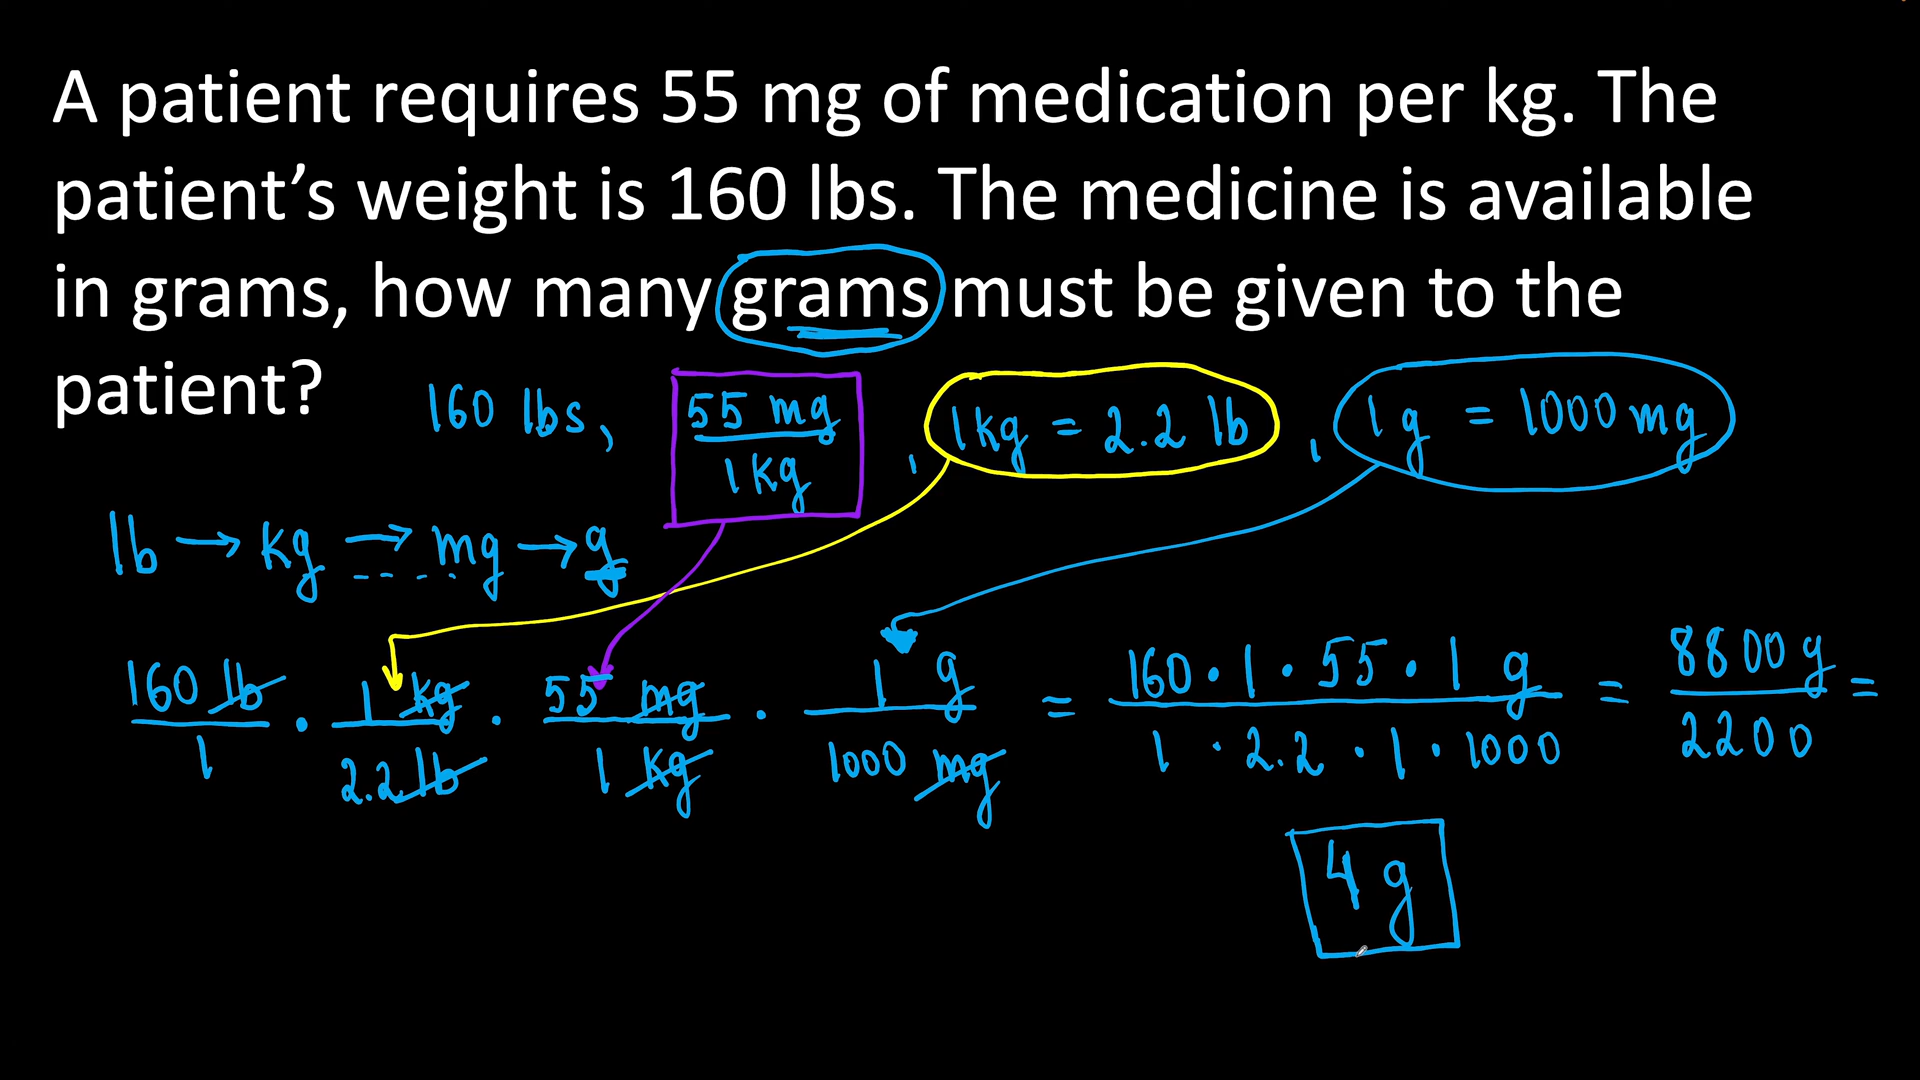 A patient requires 55 mg of medication per kg. The
patient’s weight is 160 lbs. The medicine is available
in grams, how many grams must be given to the
patient?
160 lbs, 55 mg / 1 kg , 1 kg = 2.2 lb , 1 g = 1000 mg
lb → kg → mg → g
160 lb / 1 · 1 kg / 2.2 lb · 55 mg / 1 kg · 1 g / 1000 mg = 160 · 1 · 55 · 1 g / 1 · 2.2 · 1 · 1000 = 8800 g / 2200 =
4 g